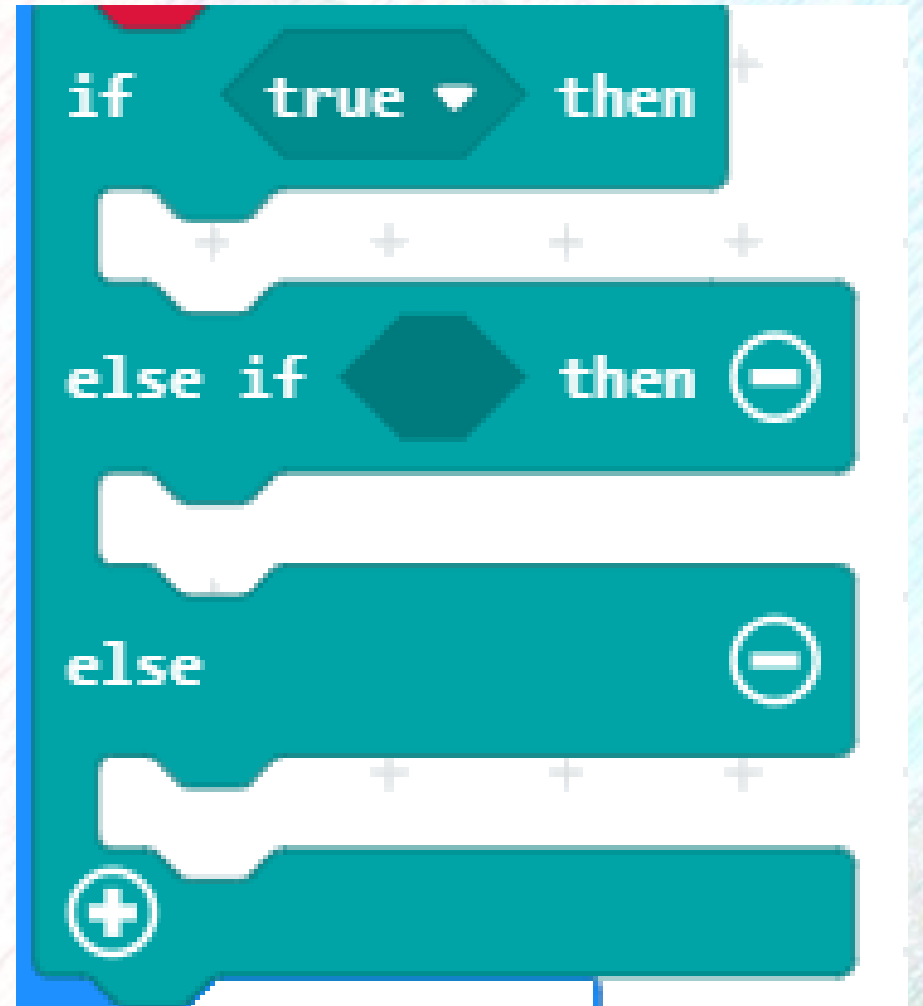 if true then
else if then
else